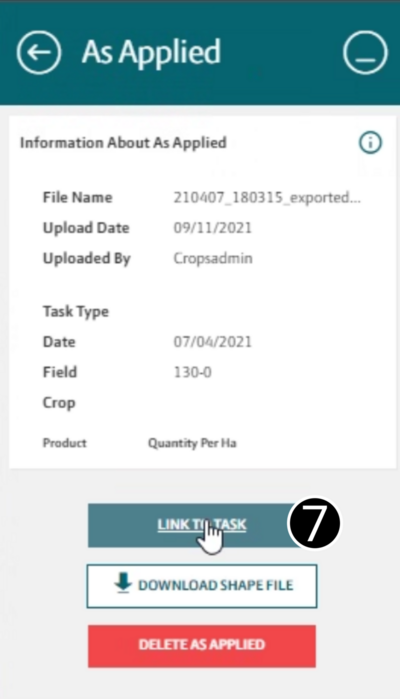 As Applied
Information About As Applied
File Name 210407_180315_exported...
Upload Date 09/11/2021
Uploaded By Cropsadmin
Task Type
Date 07/04/2021
Field 130-0
Crop
Product Quantity Per Ha
LINK TO TASK
7
DOWNLOAD SHAPE FILE
DELETE AS APPLIED